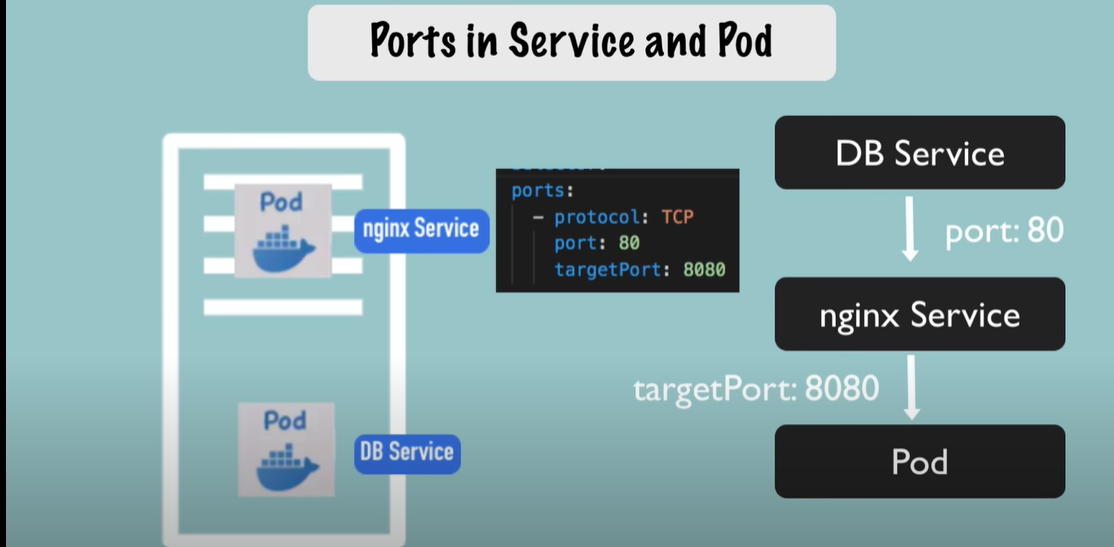 Ports in Service and Pod
Pod
nginx Service
ports:
- protocol: TCP
port: 80
targetPort: 8080
Pod
DB Service
DB Service
port: 80
nginx Service
targetPort: 8080
Pod